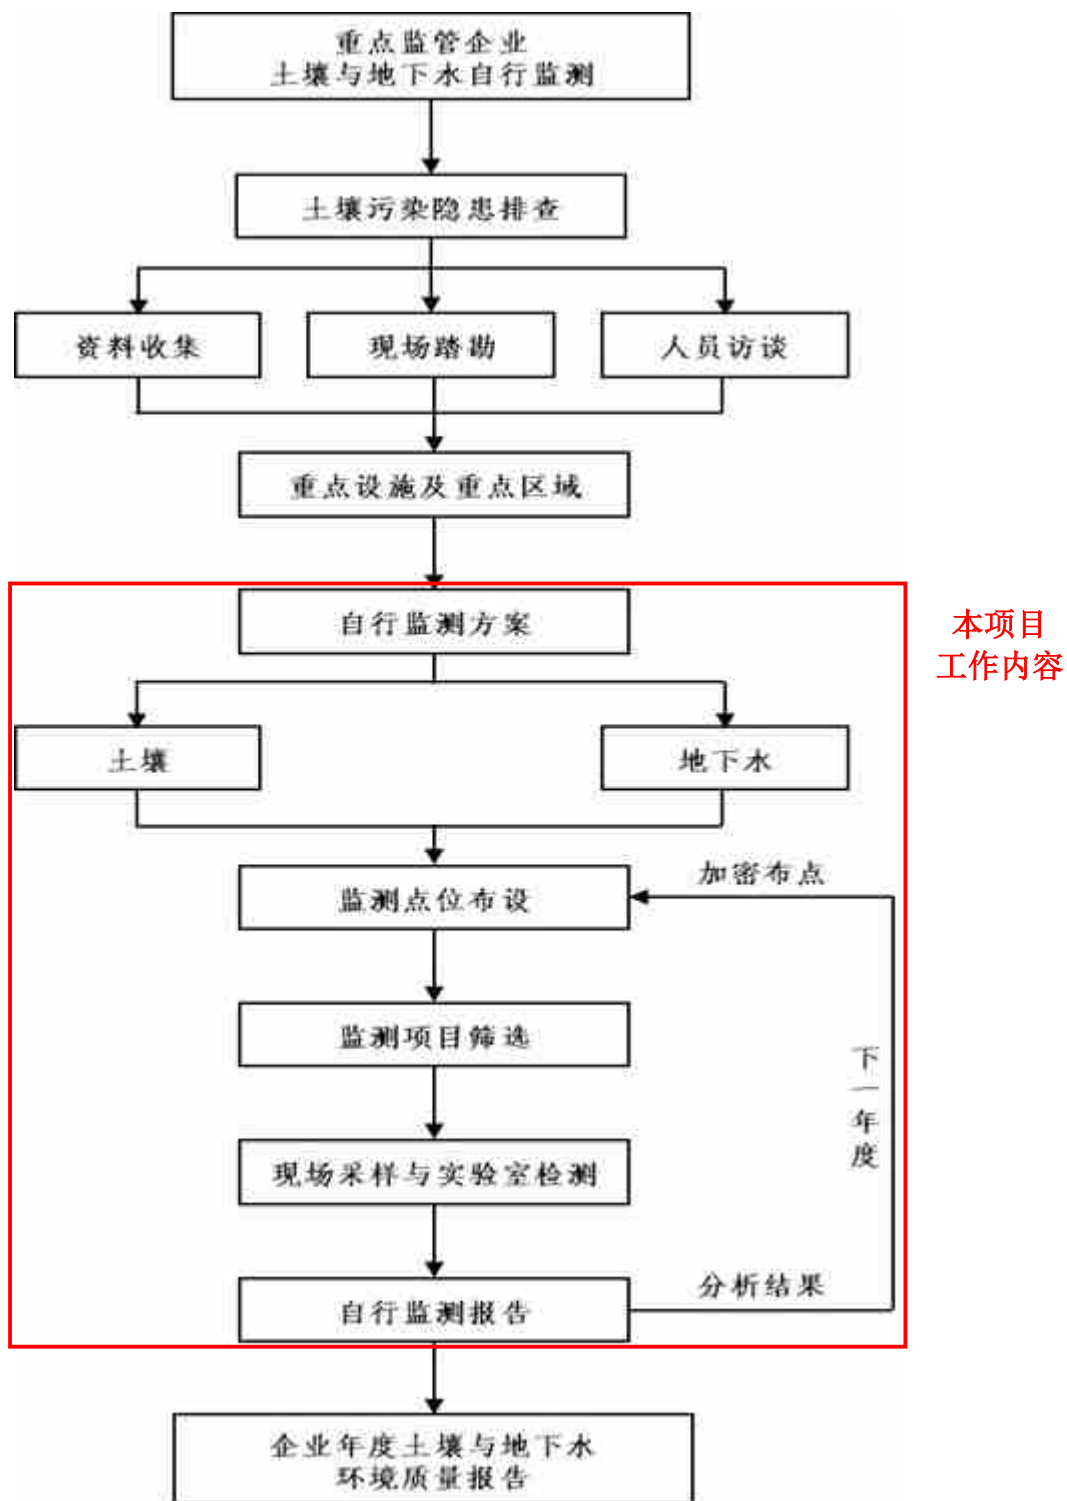 重点监管企业
土壤与地下水自行监测
土壤污染隐患排查
资料收集
现场踏勘
人员访谈
重点设施及重点区域
自行监测方案
本项目
工作内容
土壤
地下水
加密布点
监测点位布设
监测项目筛选
下一年度
现场采样与实验室检测
分析结果
自行监测报告
企业年度土壤与地下水
环境质量报告